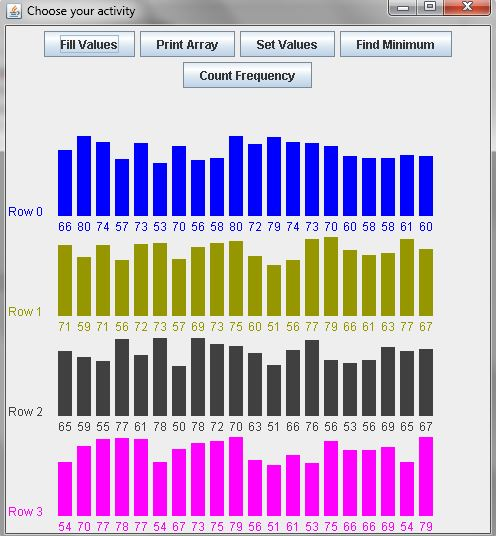 Choose your activity
Fill Values Print Array Set Values Find Minimum
Count Frequency
Row 0
66 80 74 57 73 53 70 56 58 80 72 79 74 73 70 60 58 58 61 60
Row 1
71 59 71 56 72 73 57 69 73 75 60 51 56 77 79 66 61 63 77 67
Row 2
65 59 55 77 61 78 50 78 72 70 63 51 66 76 56 53 56 69 65 67
Row 3
54 70 77 78 77 54 67 73 75 79 56 51 61 53 75 66 66 69 54 79